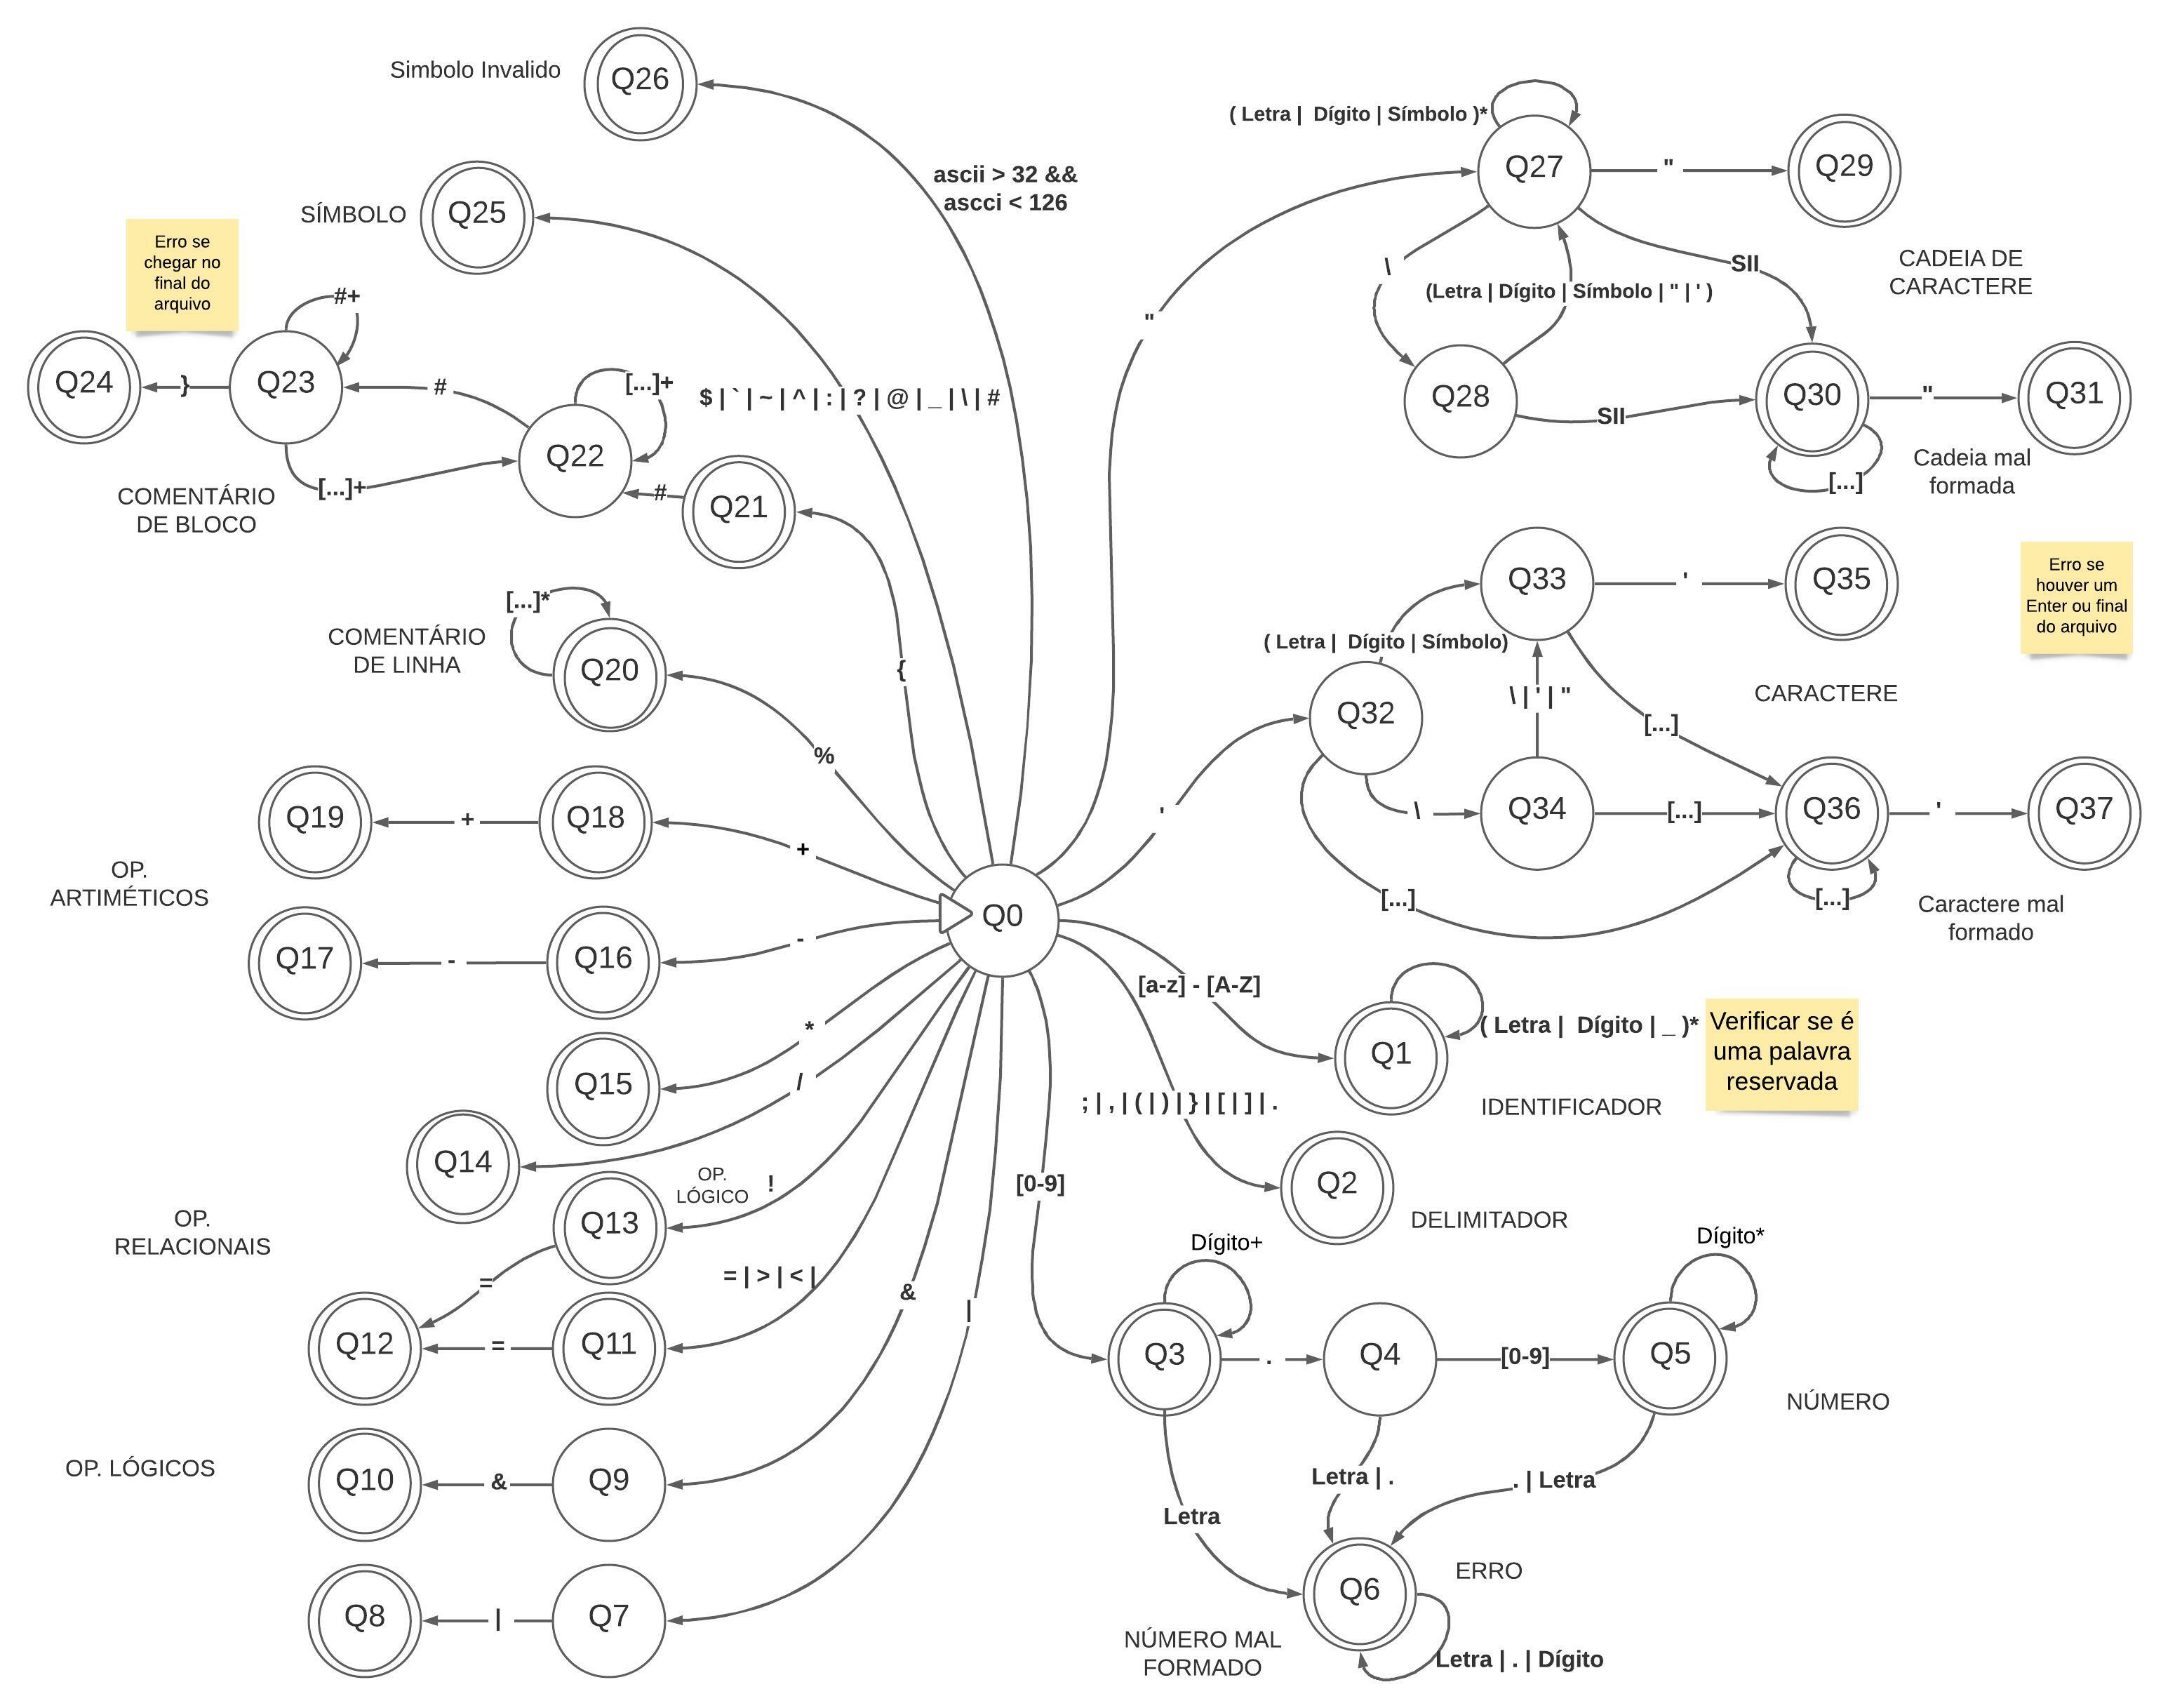 Simbolo Invalido
Q26
ascii > 32 &&
ascci < 126
( Letra |  Dígito | Símbolo )*
Q27
"
Q29
SÍMBOLO
Q25
Erro se
chegar no
final do
arquivo
CADEIA DE
CARACTERE
\
SII
(Letra | Dígito | Símbolo | " | ' )
"
#+
Q24
}
Q23
#
[...]+
$ | ` | ~ | ^ | : | ? | @ | _ | \ | #
Q28
SII
Q30
"
Q31
Q22
[...]+
COMENTÁRIO
DE BLOCO
#
Q21
[...]
Cadeia mal
formada
Q33
'
Q35
Erro se
houver um
Enter ou final
do arquivo
[...]*
COMENTÁRIO
DE LINHA
Q20
{
( Letra |  Dígito | Símbolo)
\ | ' | "
CARACTERE
Q32
[...]
%
'
\
Q34
[...]
Q36
'
Q37
Q19
+
Q18
+
OP.
ARTIMÉTICOS
[...]
[...]
Caractere mal
formado
Q0
Q17
-
Q16
-
[a-z] - [A-Z]
*
Q15
/
Q1
( Letra |  Dígito | _ )*
Verificar se é
uma palavra
reservada
; | , | ( | ) | } | [ | ] | .
IDENTIFICADOR
Q14
OP.
LÓGICO
!
[0-9]
Q2
DELIMITADOR
OP.
RELACIONAIS
Q13
=
= | > | < |
&
|
Dígito+
Dígito*
Q12
=
Q11
Q3
.
Q4
[0-9]
Q5
NÚMERO
OP. LÓGICOS
Q10
&
Q9
Letra | .
. | Letra
Letra
ERRO
Q8
|
Q7
Q6
NÚMERO MAL
FORMADO
Letra | . | Dígito